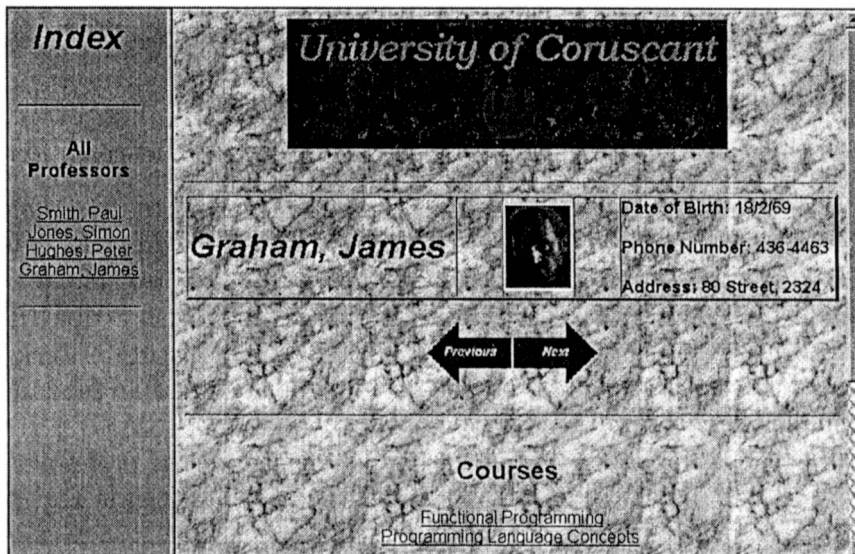 Index
All
Professors
Smith, Paul
Jones, Simon
Hughes, Peter
Graham, James
University of Coruscant
Graham, James
Date of Birth: 18/2/69
Phone Number: 436-4463
Address: 80 Street, 2324
Previous
Next
Courses
Functional Programming
Programming Language Concepts